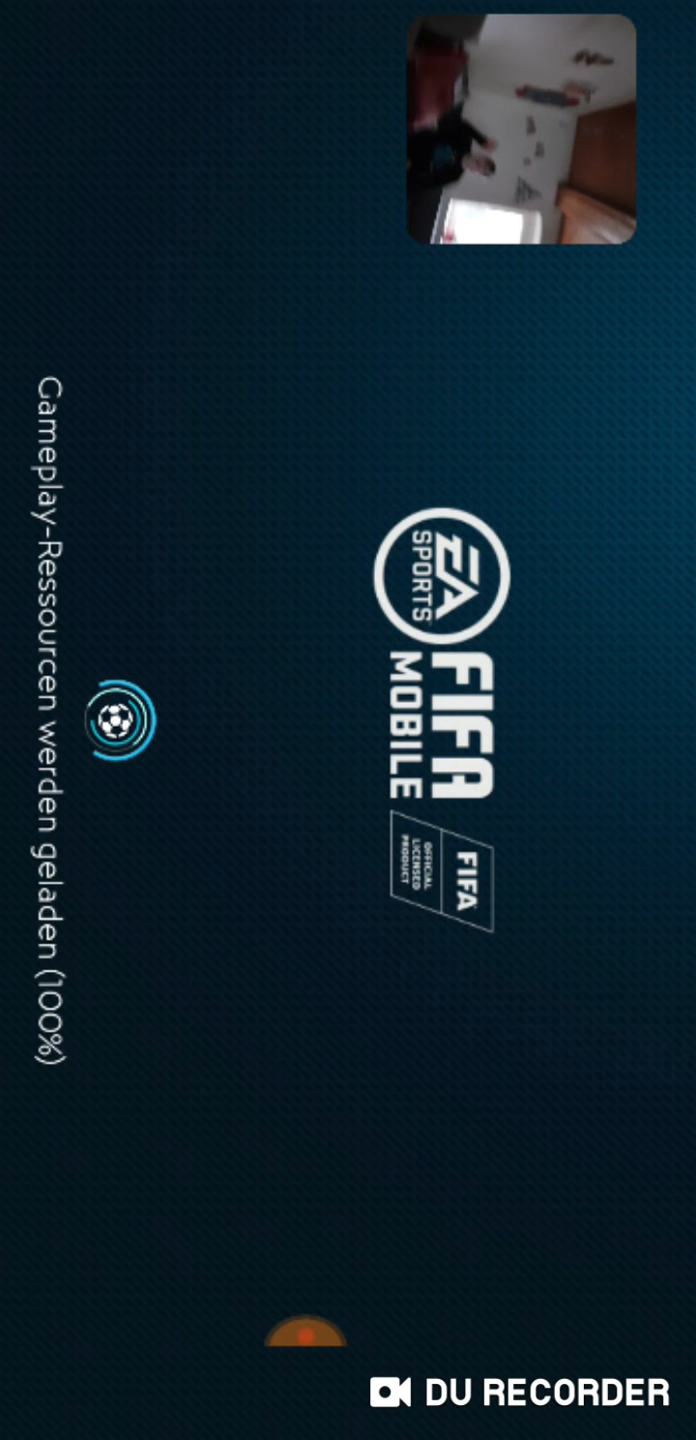 EA
SPORTS
FIFA
MOBILE
FIFA
OFFICIAL
LICENSED
PRODUCT
Gameplay-Ressourcen werden geladen (100%)
DU RECORDER